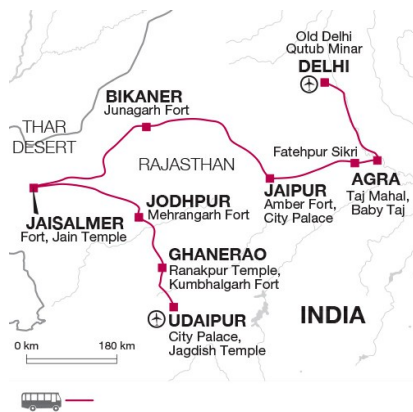 Old Delhi
Qutub Minar
DELHI
BIKANER
Junagarh Fort
THAR
DESERT
RAJASTHAN
Fatehpur Sikri
AGRA
Taj Mahal,
Baby Taj
JAIPUR
Amber Fort,
City Palace
JODHPUR
Mehrangarh Fort
JAISALMER
Fort, Jain Temple
GHANERAO
Ranakpur Temple,
Kumbhalgarh Fort
UDAIPUR
City Palace,
Jagdish Temple
INDIA
0 km 180 km